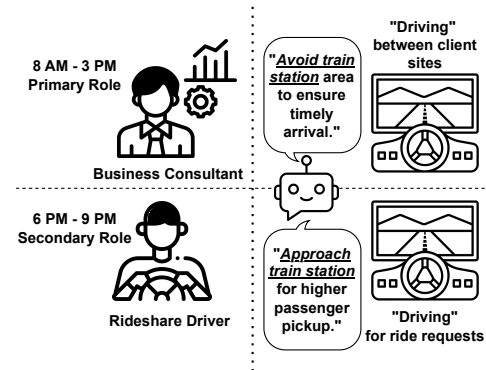 8 AM - 3 PM
Primary Role
Business Consultant
"Avoid train
station area
to ensure
timely
arrival."
"Driving"
between client
sites
6 PM - 9 PM
Secondary Role
Rideshare Driver
"Approach
train station
for higher
passenger
pickup."
"Driving"
for ride requests